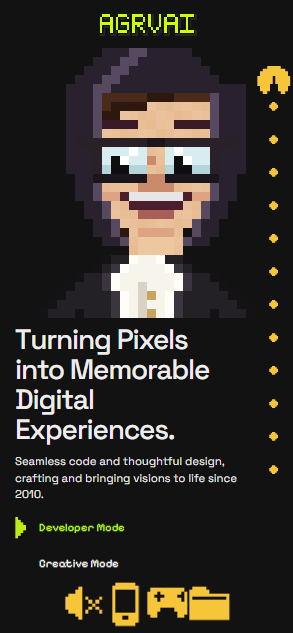 AGRVAI
Turning Pixels
into Memorable
Digital
Experiences.
Seamless code and thoughtful design,
crafting and bringing visions to life since
2010.
Developer Mode
Creative Mode